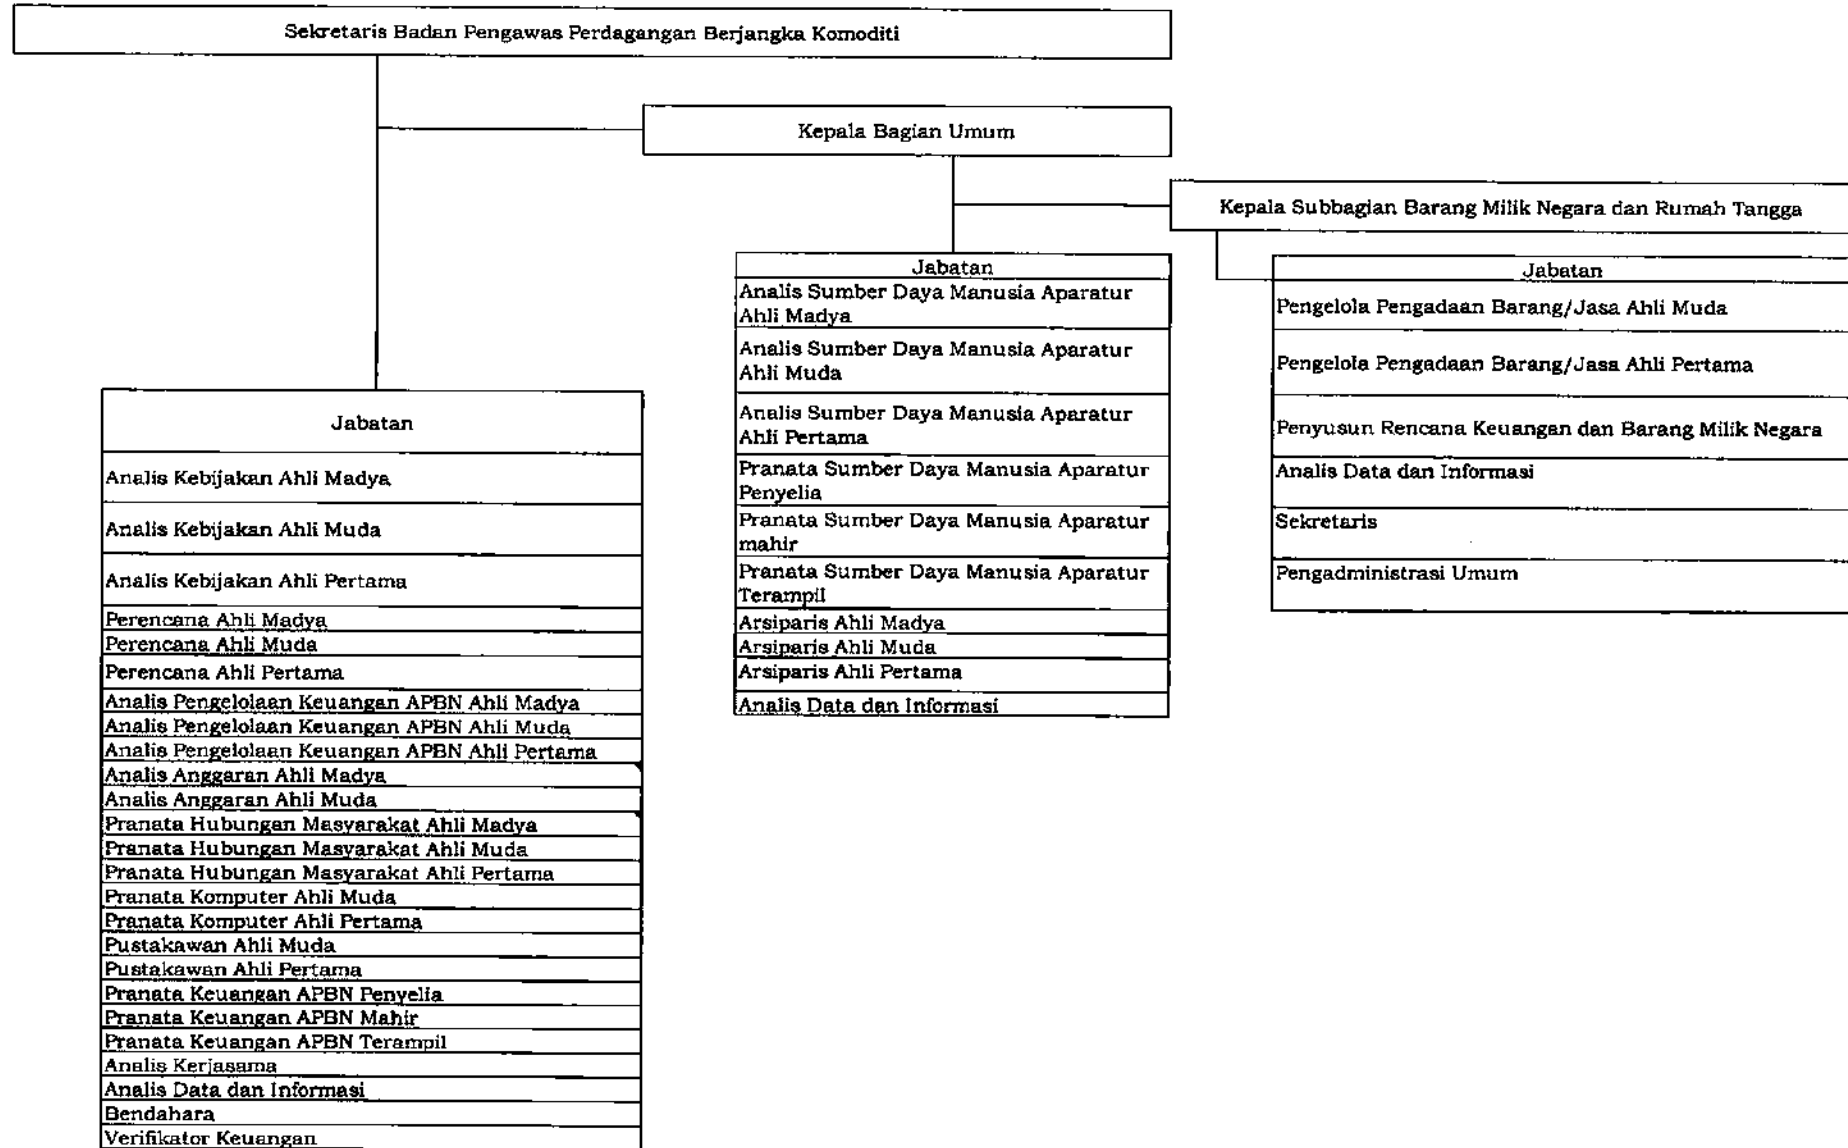 Sekretaris Badan Pengawas Perdagangan Berjangka Komoditi
Kepala Bagian Umum
Kepala Subbagian Barang Milik Negara dan Rumah Tangga
Jabatan
Analis Kebijakan Ahli Madya
Analis Kebijakan Ahli Muda
Analis Kebijakan Ahli Pertama
Perencana Ahli Madya
Perencana Ahli Muda
Perencana Ahli Pertama
Analis Pengelolaan Keuangan APBN Ahli Madya
Analis Pengelolaan Keuangan APBN Ahli Muda
Analis Pengelolaan Keuangan APBN Ahli Pertama
Analis Anggaran Ahli Madya
Analis Anggaran Ahli Muda
Pranata Hubungan Masyarakat Ahli Madya
Pranata Hubungan Masyarakat Ahli Muda
Pranata Hubungan Masyarakat Ahli Pertama
Pranata Komputer Ahli Muda
Pranata Komputer Ahli Pertama
Pustakawan Ahli Muda
Pustakawan Ahli Pertama
Pranata Keuangan APBN Penyelia
Pranata Keuangan APBN Mahir
Pranata Keuangan APBN Terampil
Analis Kerjasama
Analis Data dan Informasi
Bendahara
Verifikator Keuangan
Jabatan
Analis Sumber Daya Manusia Aparatur
Ahli Madya
Analis Sumber Daya Manusia Aparatur
Ahli Muda
Analis Sumber Daya Manusia Aparatur
Ahli Pertama
Pranata Sumber Daya Manusia Aparatur
Penyelia
Pranata Sumber Daya Manusia Aparatur
mahir
Pranata Sumber Daya Manusia Aparatur
Terampil
Arsiparis Ahli Madya
Arsiparis Ahli Muda
Arsiparis Ahli Pertama
Analis Data dan Informasi
Jabatan
Pengelola Pengadaan Barang/Jasa Ahli Muda
Pengelola Pengadaan Barang/Jasa Ahli Pertama
Penyusun Rencana Keuangan dan Barang Milik Negara
Analis Data dan Informasi
Sekretaris
Pengadministrasi Umum